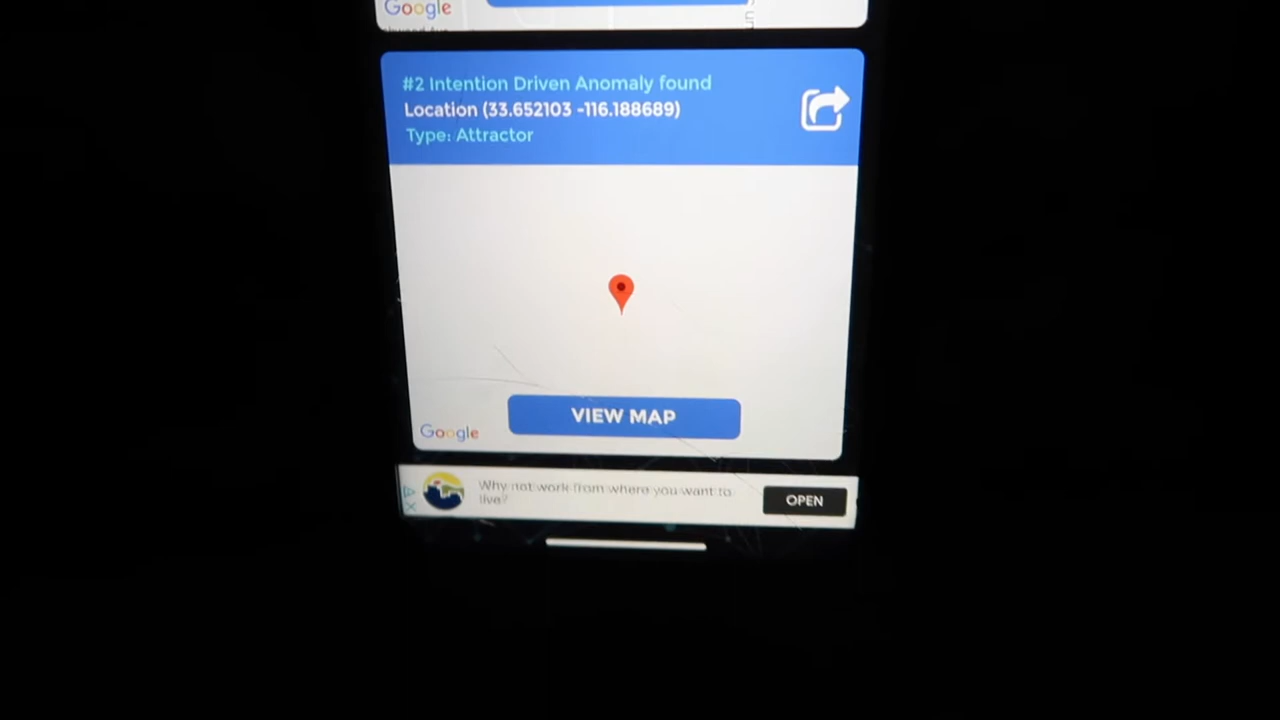 Google
#2 Intention Driven Anomaly found
Location (33.652103 -116.188689)
Type: Attractor
VIEW MAP
Google
Why not work from where you want to
live?
OPEN